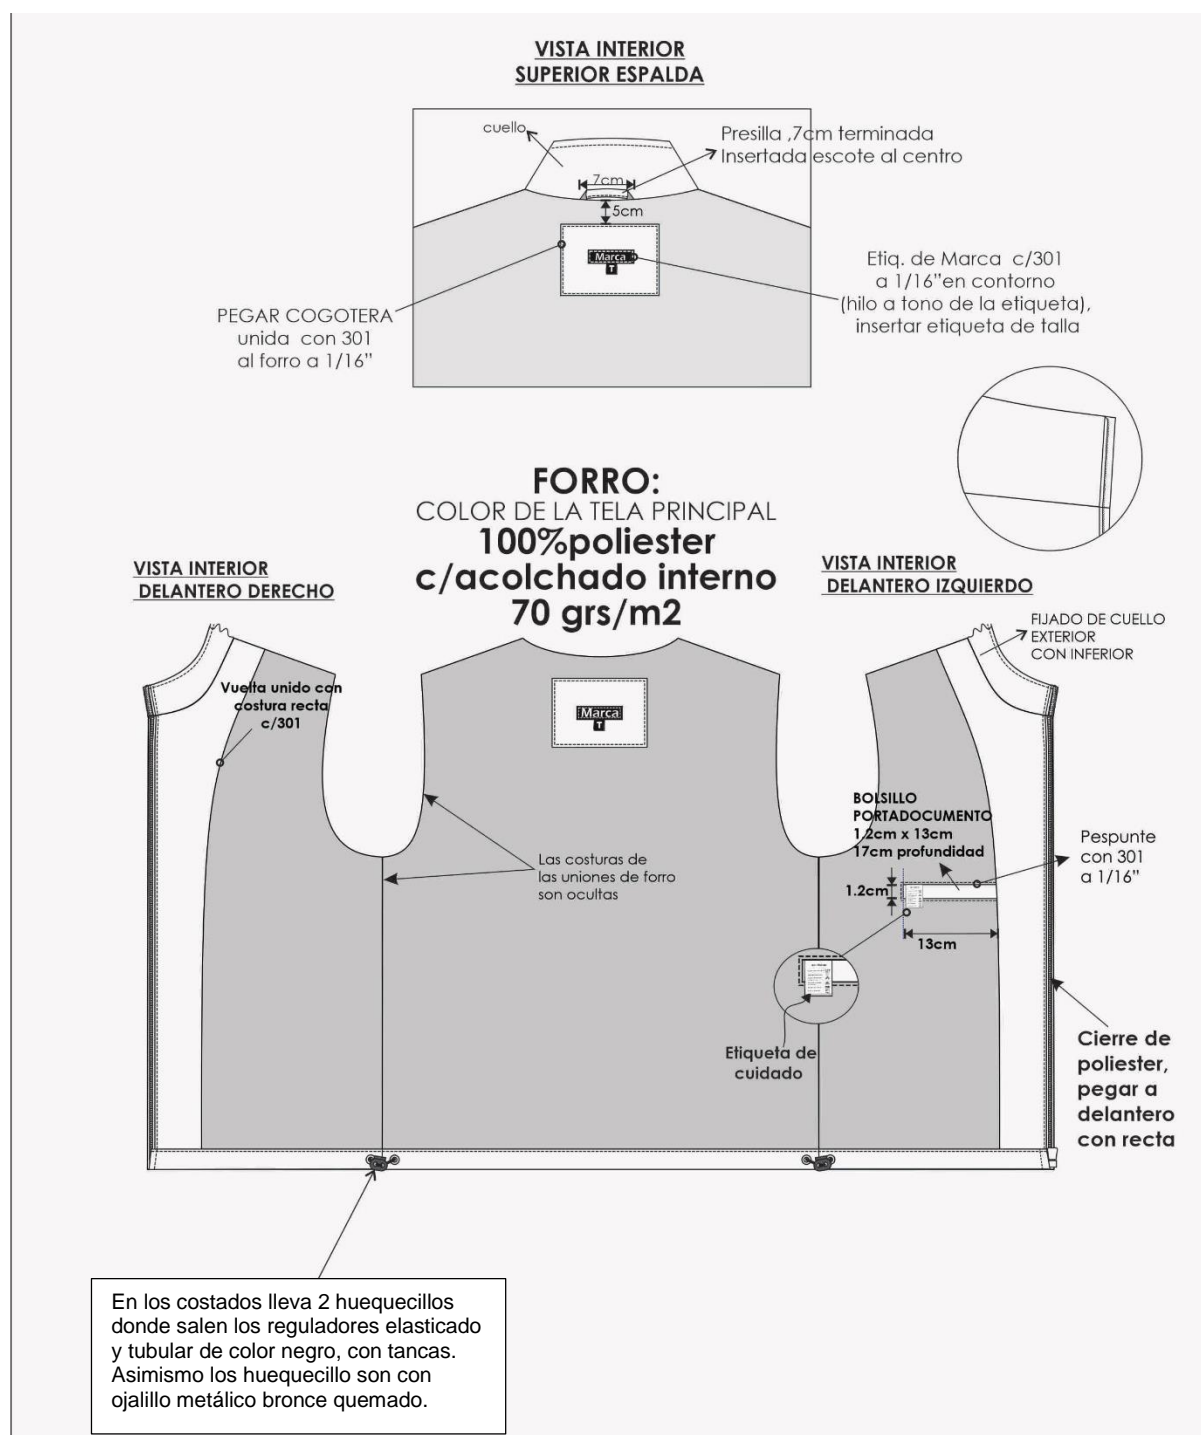 VISTA INTERIOR
SUPERIOR ESPALDA
cuello
Presilla ,7cm terminada
Insertada escote al centro
7cm
5cm
Marca
T
Etiq. de Marca c/301
a 1/16”en contorno
(hilo a tono de la etiqueta),
insertar etiqueta de talla
PEGAR COGOTERA
unida con 301
al forro a 1/16”
FORRO:
COLOR DE LA TELA PRINCIPAL
100%poliester
c/acolchado interno
70 grs/m2
VISTA INTERIOR
DELANTERO DERECHO
VISTA INTERIOR
DELANTERO IZQUIERDO
FIJADO DE CUELLO
EXTERIOR
CON INFERIOR
Vuelta unido con
costura recta
c/301
Marca
T
BOLSILLO
PORTADOCUMENTO
1.2cm x 13cm
17cm profundidad
Pespunte
con 301
a 1/16”
Las costuras de
las uniones de forro
son ocultas
1.2cm
13cm
Etiqueta de
cuidado
Cierre de
poliester,
pegar a
delantero
con recta
En los costados lleva 2 huequecillos
donde salen los reguladores elasticado
y tubular de color negro, con tancas.
Asimismo los huequecillo son con
ojalillo metálico bronce quemado.